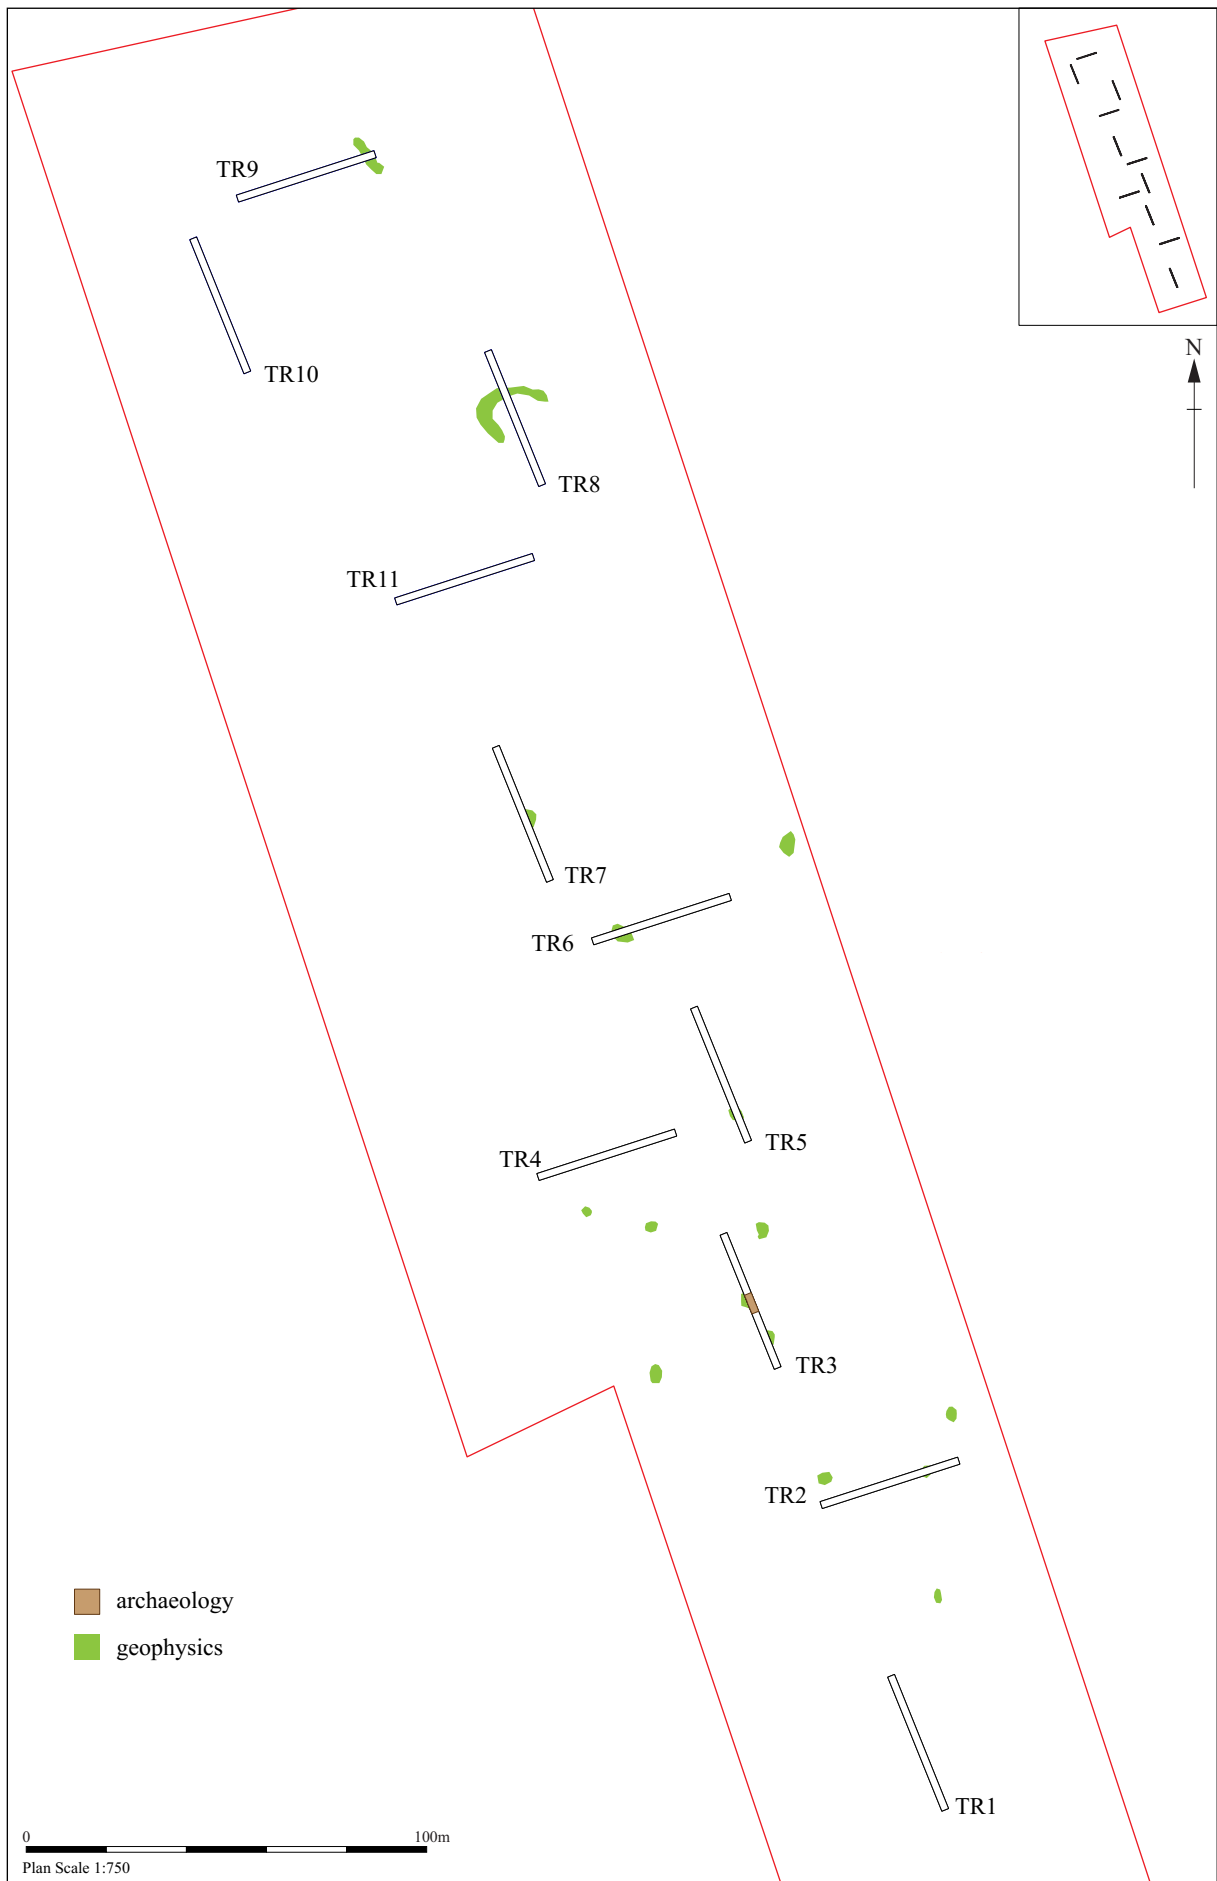 TR9
N
TR10
TR8
TR11
TR7
TR6
TR5
TR4
TR3
TR2
archaeology
geophysics
TR1
0 100m
Plan Scale 1:750